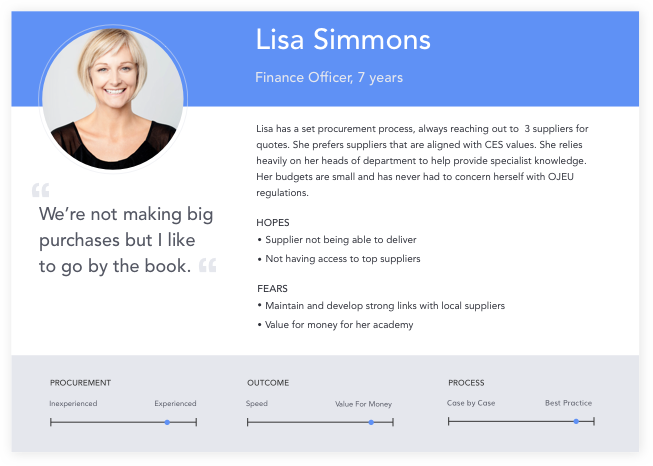 Lisa Simmons
Finance Officer, 7 years
Lisa has a set procurement process, always reaching out to 3 suppliers for
quotes. She prefers suppliers that are aligned with CES values. She relies
heavily on her heads of department to help provide specialist knowledge.
Her budgets are small and has never had to concern herself with OJEU
regulations.
“
We’re not making big
purchases but I like
to go by the book. ”
HOPES
• Supplier not being able to deliver
• Not having access to top suppliers
FEARS
• Maintain and develop strong links with local suppliers
• Value for money for her academy
PROCUREMENT
Inexperienced Experienced
OUTCOME
Speed Value For Money
PROCESS
Case by Case Best Practice